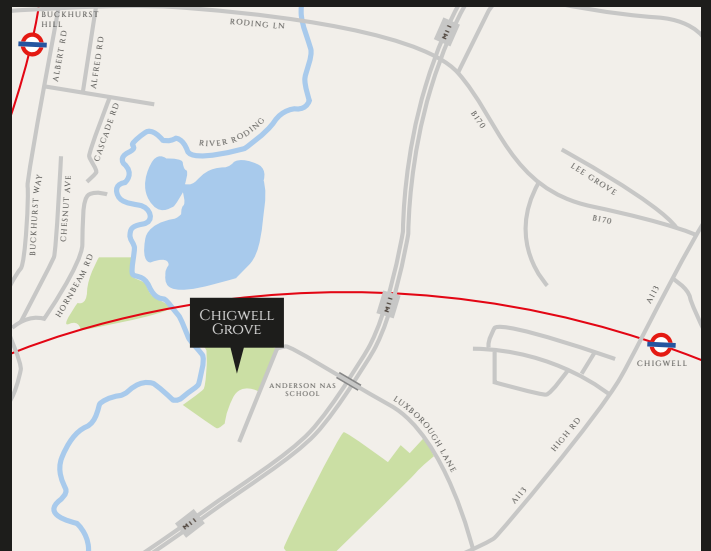 BUCKHURST
HILL
RODING LN
M11
ALBERT RD
ALFRED RD
CASCADE RD
RIVER RODING
B170
LEE GROVE
B170
BUCKHURST WAY
CHESNUT AVE
HORNBEAM RD
A113
M11
CHIGWELL
GROVE
CHIGWELL
ANDERSON NAS
SCHOOL
LUXBOROUGH LANE
HIGH RD
A113
M11